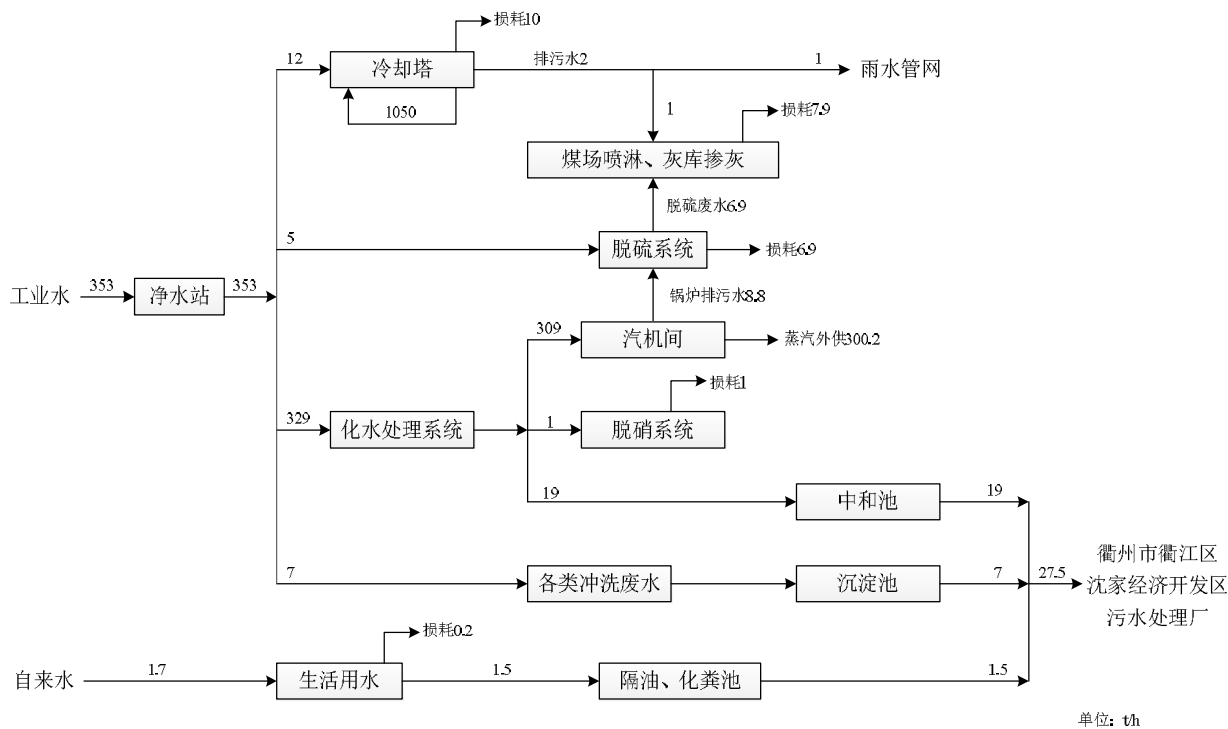 损耗10
12
冷却塔
排污水2
1
雨水管网
1050
1
损耗7.9
煤场喷淋、灰库掺灰
脱硫废水6.9
5
脱硫系统
损耗6.9
工业水
353
净水站
353
锅炉排污水8.8
309
汽机间
蒸汽外供300.2
损耗1
329
化水处理系统
1
脱硝系统
19
中和池
19
7
各类冲洗废水
沉淀池
7
27.5
衢州市衢江区
沈家经济开发区
污水处理厂
损耗0.2
自来水
1.7
生活用水
1.5
隔油、化粪池
1.5
单位：t/h